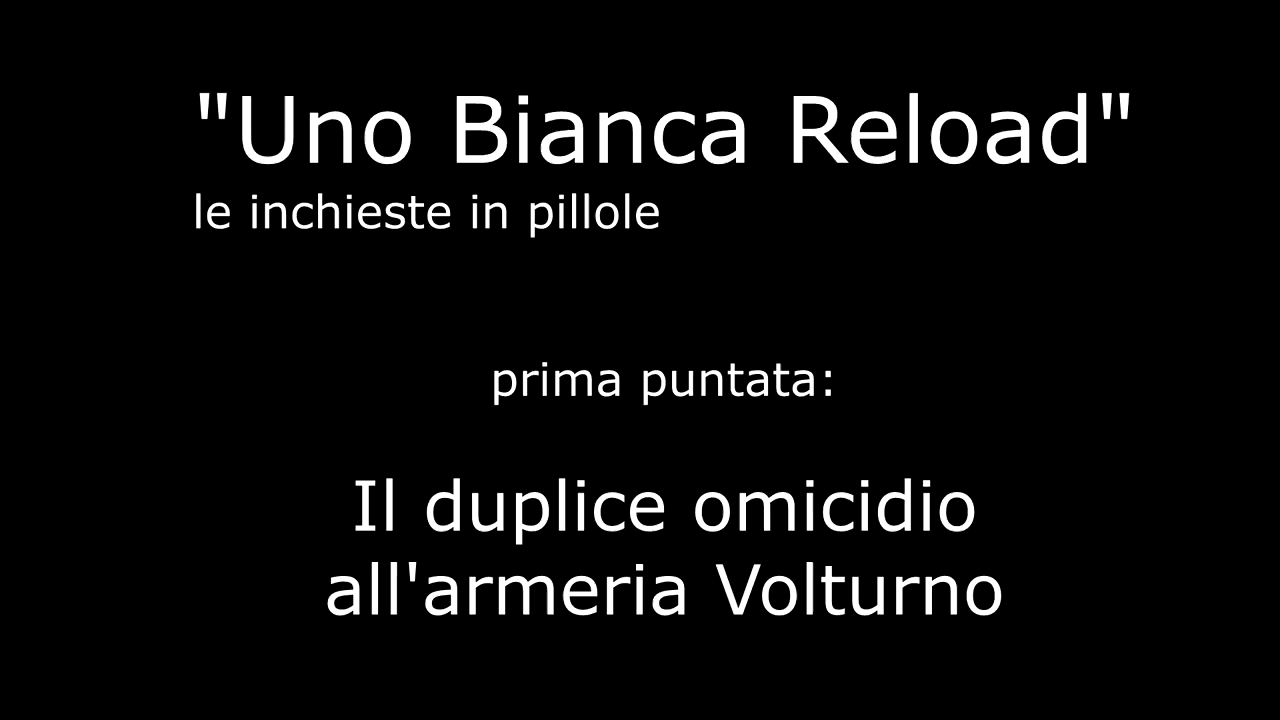 "Uno Bianca Reload"
le inchieste in pillole
prima puntata:
Il duplice omicidio
all'armeria Volturno